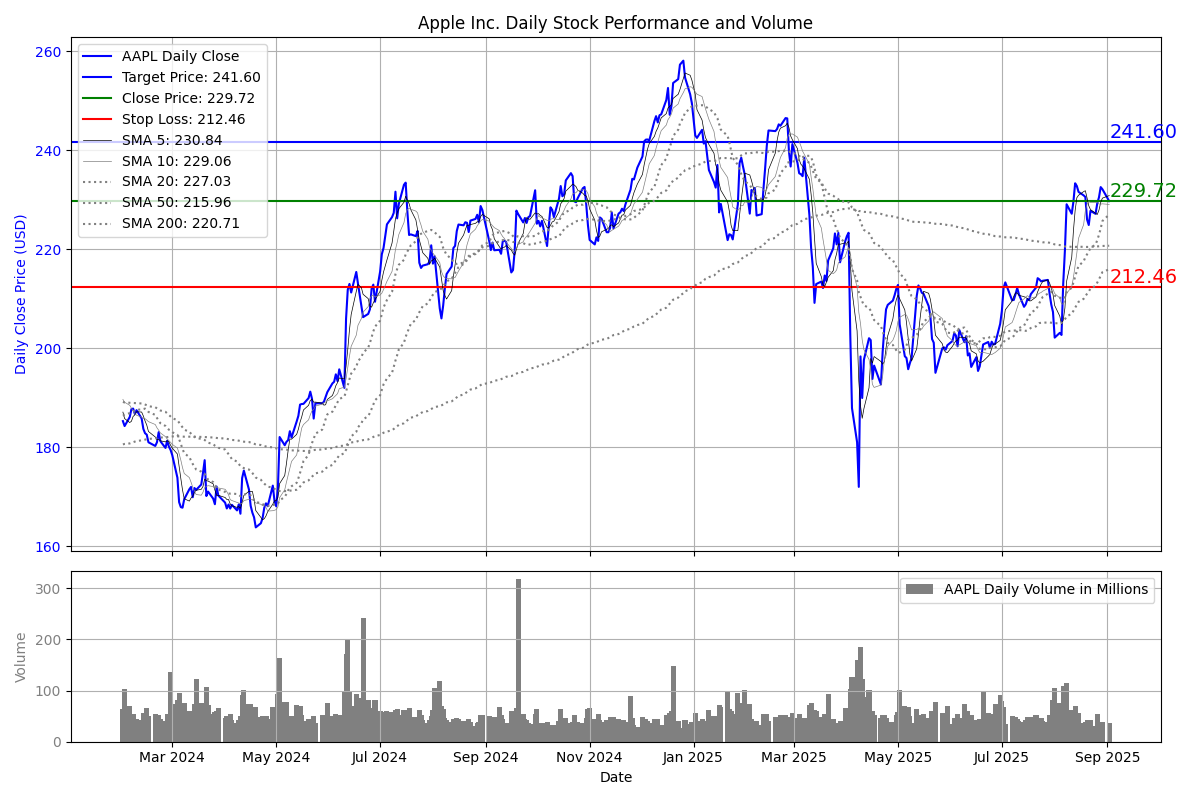 Apple Inc. Daily Stock Performance and Volume
260
240
220
200
180
160
Daily Close Price (USD)
AAPL Daily Close
Target Price: 241.60
Close Price: 229.72
Stop Loss: 212.46
SMA 5: 230.84
SMA 10: 229.06
SMA 20: 227.03
SMA 50: 215.96
SMA 200: 220.71
241.60
229.72
212.46
300
200
100
0
Volume
AAPL Daily Volume in Millions
Mar 2024 May 2024 Jul 2024 Sep 2024 Nov 2024 Jan 2025 Mar 2025 May 2025 Jul 2025 Sep 2025
Date